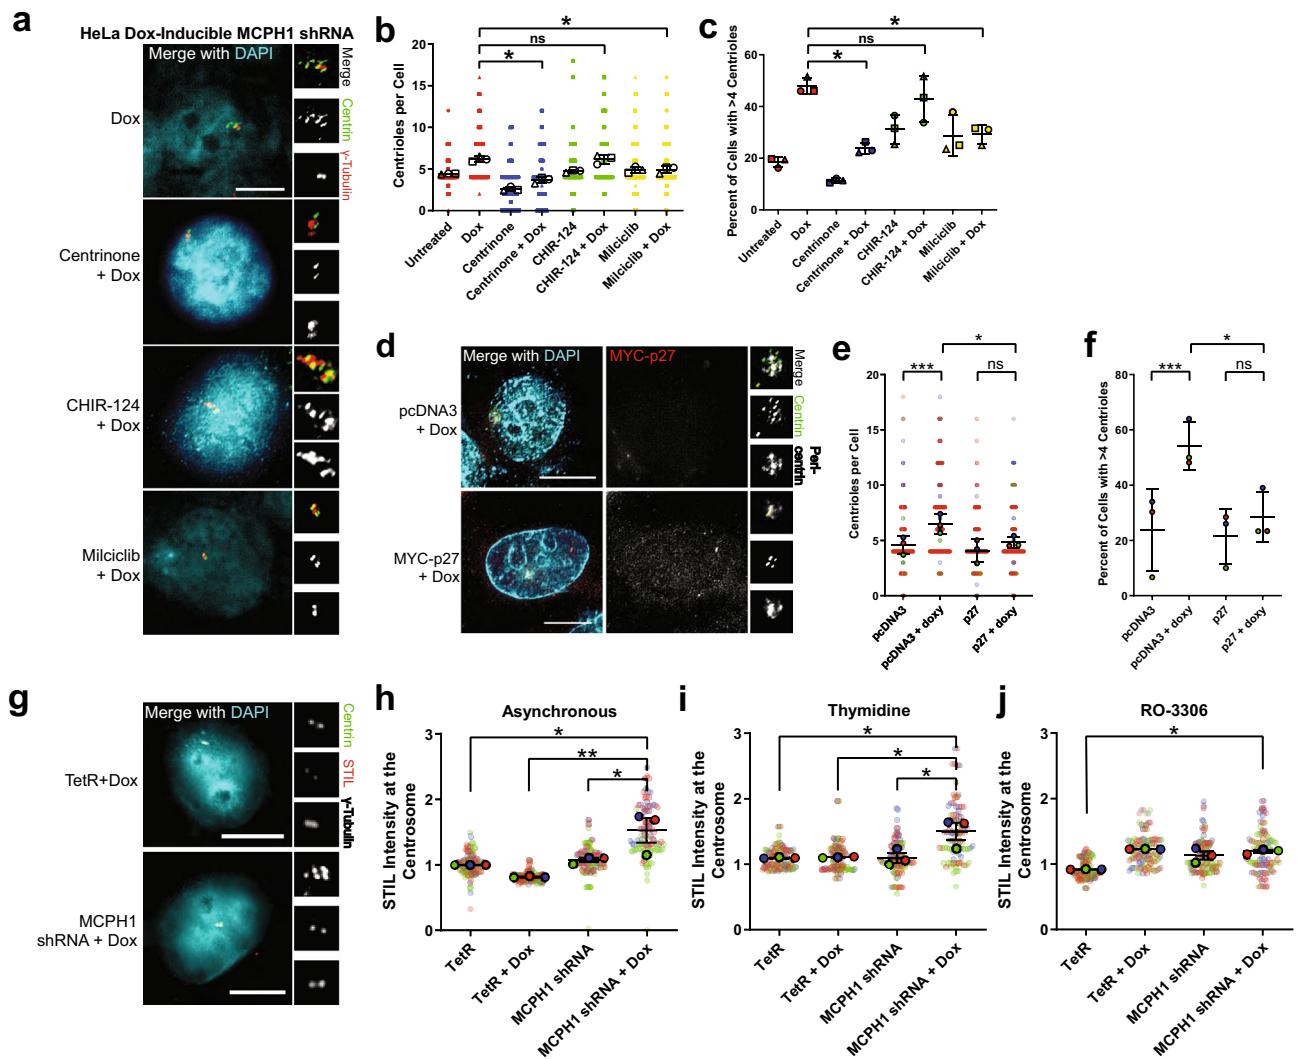 a
HeLa Dox-Inducible MCPH1 shRNA
Merge with DAPI
Dox
Centrinone
+ Dox
CHIR-124
+ Dox
Milciclib
+ Dox
Merge
Centrin
γ-Tubulin
b
Centrioles per Cell
20
15
10
5
0
*
ns
*
Untreated
Dox
Centrinone
Centrinone + Dox
CHIR-124
CHIR-124 + Dox
Milciclib
Milciclib + Dox
c
Percent of Cells with >4 Centrioles
60
40
20
0
*
ns
*
Untreated
Dox
Centrinone
Centrinone + Dox
CHIR-124
CHIR-124 + Dox
Milciclib
Milciclib + Dox
d
Merge with DAPI
MYC-p27
pcDNA3
+ Dox
MYC-p27
+ Dox
Merge
Centrin
Peri-
centrin
e
Centrioles per Cell
20
15
10
5
0
*
***
ns
pcDNA3
pcDNA3 + doxy
p27
p27 + doxy
f
Percent of Cells with >4 Centrioles
80
60
40
20
0
*
***
ns
pcDNA3
pcDNA3 + doxy
p27
p27 + doxy
g
Merge with DAPI
TetR+Dox
MCPH1
shRNA + Dox
Centrin
STIL
γ-Tubulin
h
Asynchronous
STIL Intensity at the
Centrosome
3
2
1
0
*
**
*
TetR
TetR + Dox
MCPH1 shRNA
MCPH1 shRNA + Dox
i
Thymidine
STIL Intensity at the
Centrosome
3
2
1
0
*
*
*
TetR
TetR + Dox
MCPH1 shRNA
MCPH1 shRNA + Dox
j
RO-3306
STIL Intensity at the
Centrosome
3
2
1
0
*
TetR
TetR + Dox
MCPH1 shRNA
MCPH1 shRNA + Dox